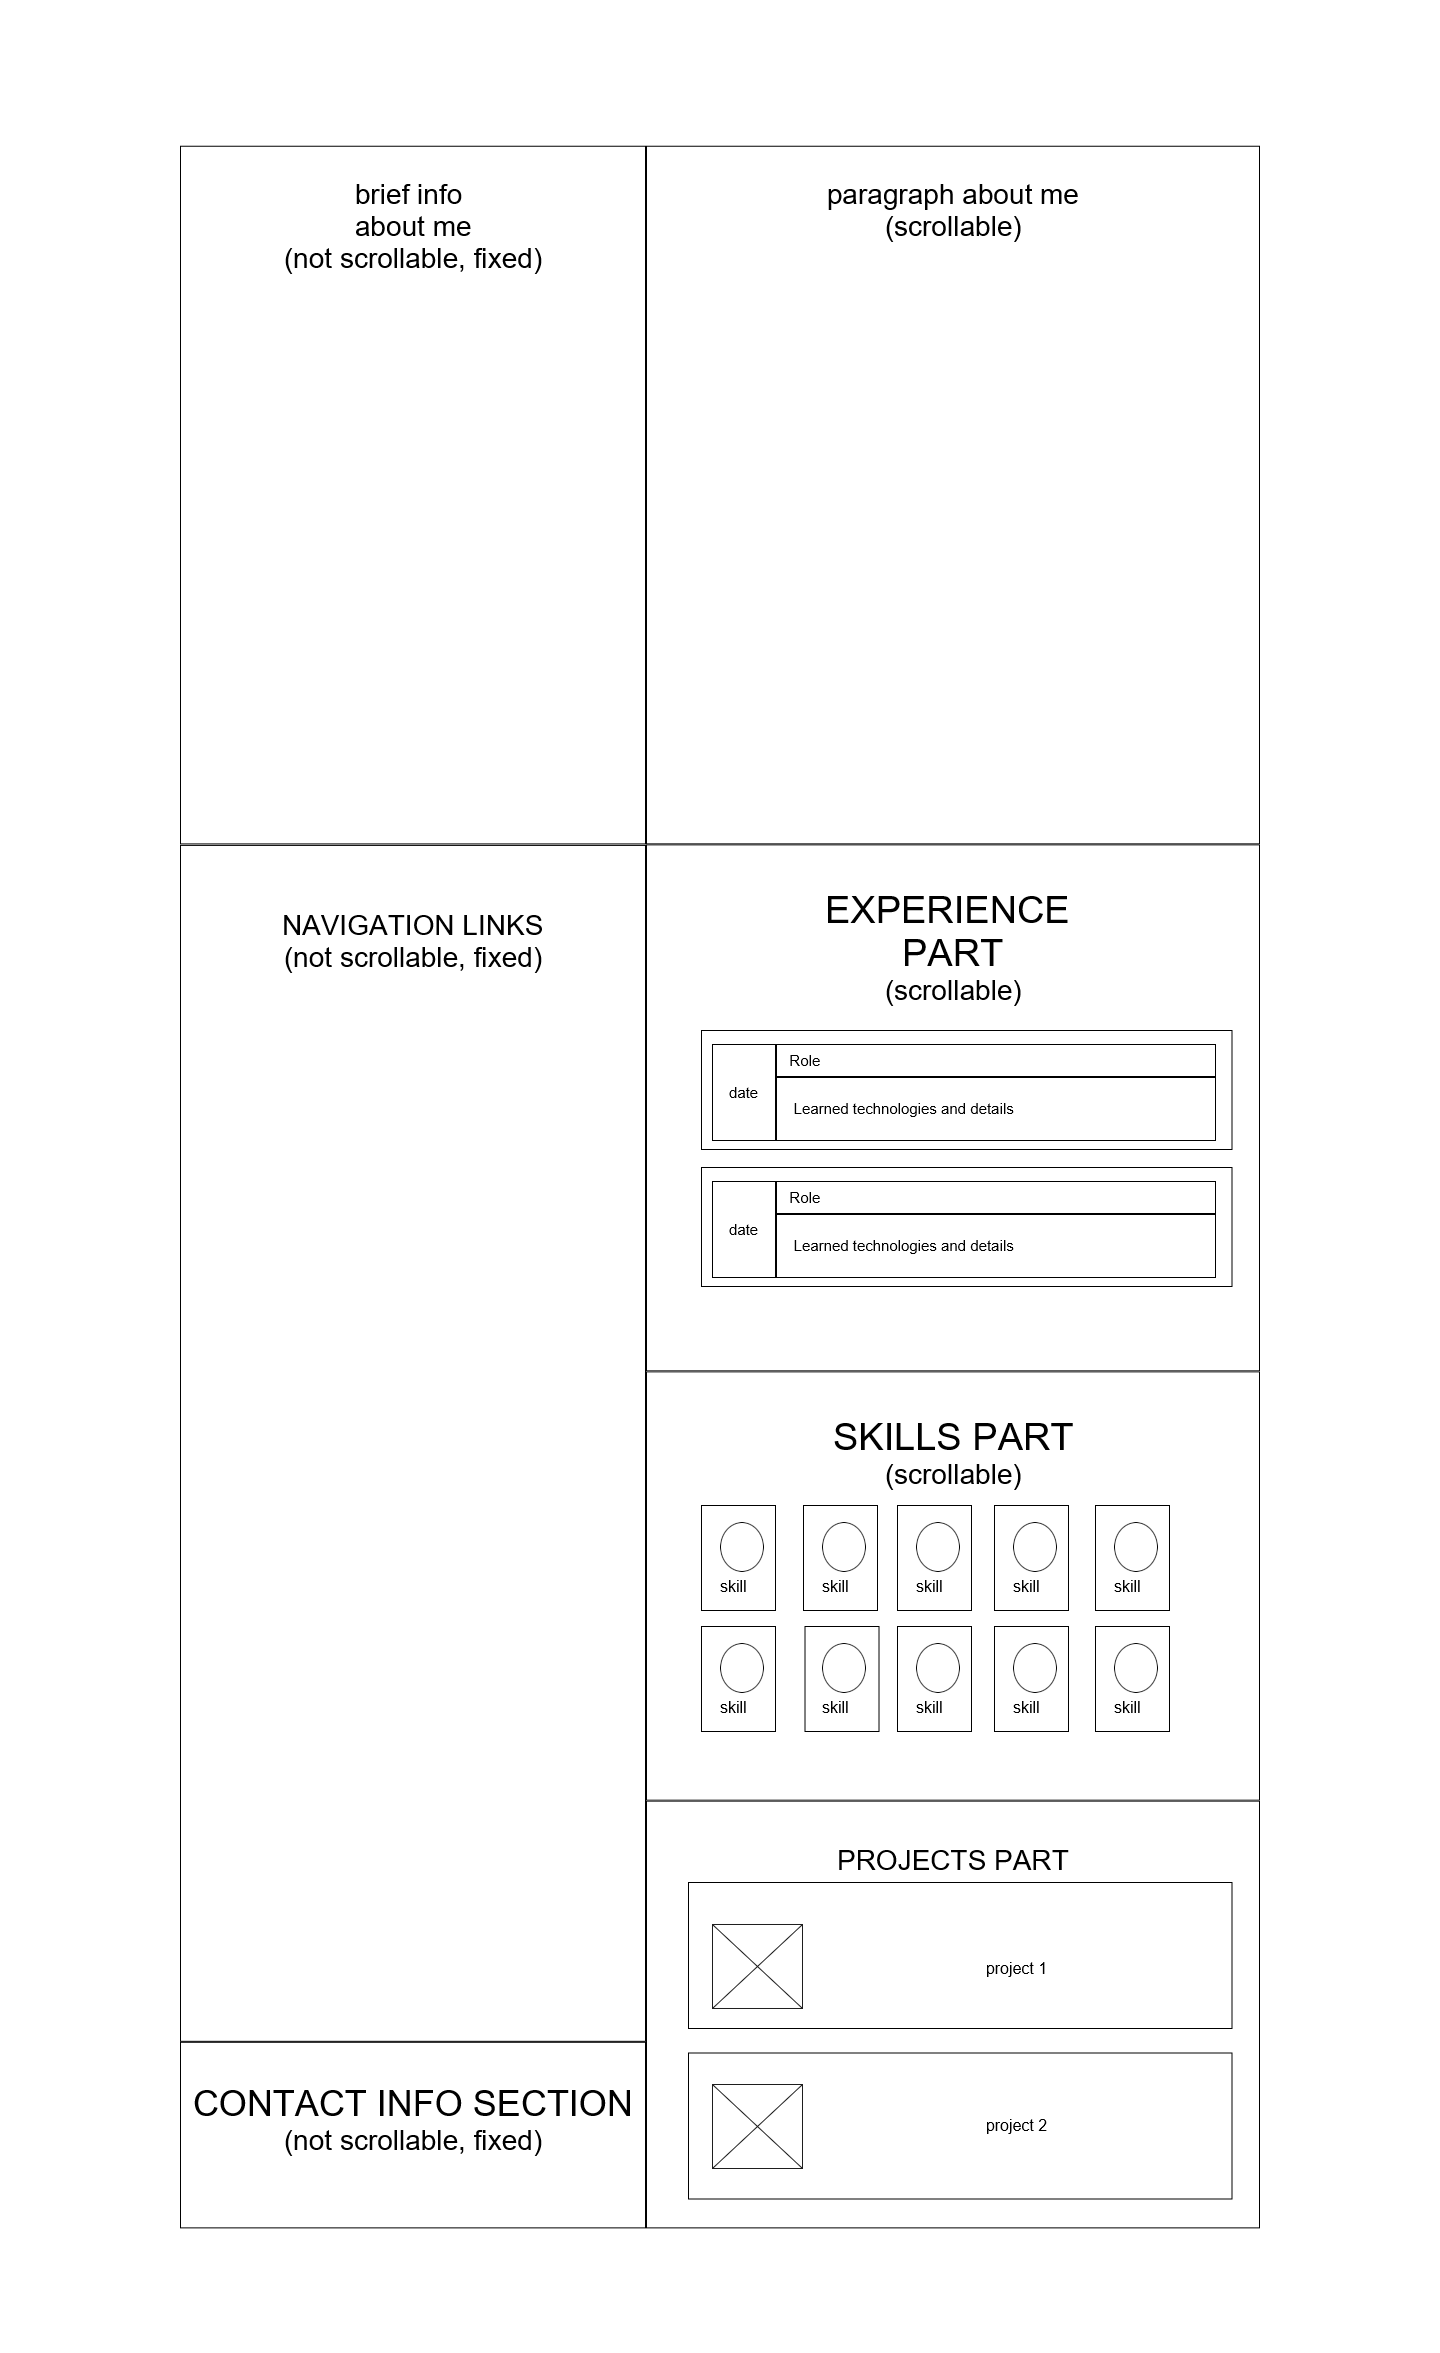 brief info
about me
(not scrollable, fixed)
paragraph about me
(scrollable)
NAVIGATION LINKS
(not scrollable, fixed)
EXPERIENCE
PART
(scrollable)
date
Role
Learned technologies and details
date
Role
Learned technologies and details
SKILLS PART
(scrollable)
skill skill skill skill skill
skill skill skill skill skill
PROJECTS PART
project 1
project 2
CONTACT INFO SECTION
(not scrollable, fixed)